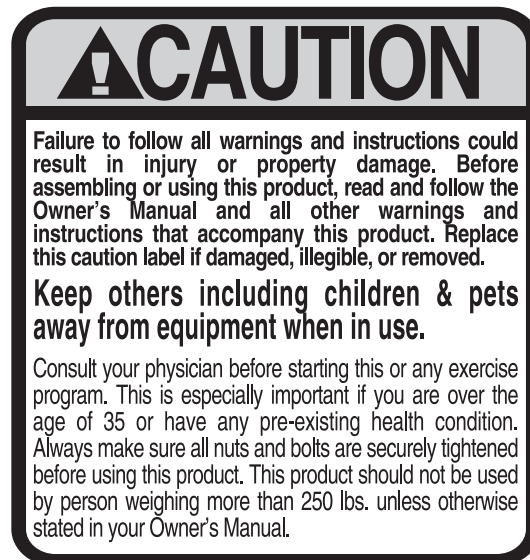 CAUTION
Failure to follow all warnings and instructions could
result in injury or property damage. Before
assembling or using this product, read and follow the
Owner's Manual and all other warnings and
instructions that accompany this product. Replace
this caution label if damaged, illegible, or removed.
Keep others including children & pets
away from equipment when in use.
Consult your physician before starting this or any exercise
program. This is especially important if you are over the
age of 35 or have any pre-existing health condition.
Always make sure all nuts and bolts are securely tightened
before using this product. This product should not be used
by person weighing more than 250 lbs. unless otherwise
stated in your Owner's Manual.